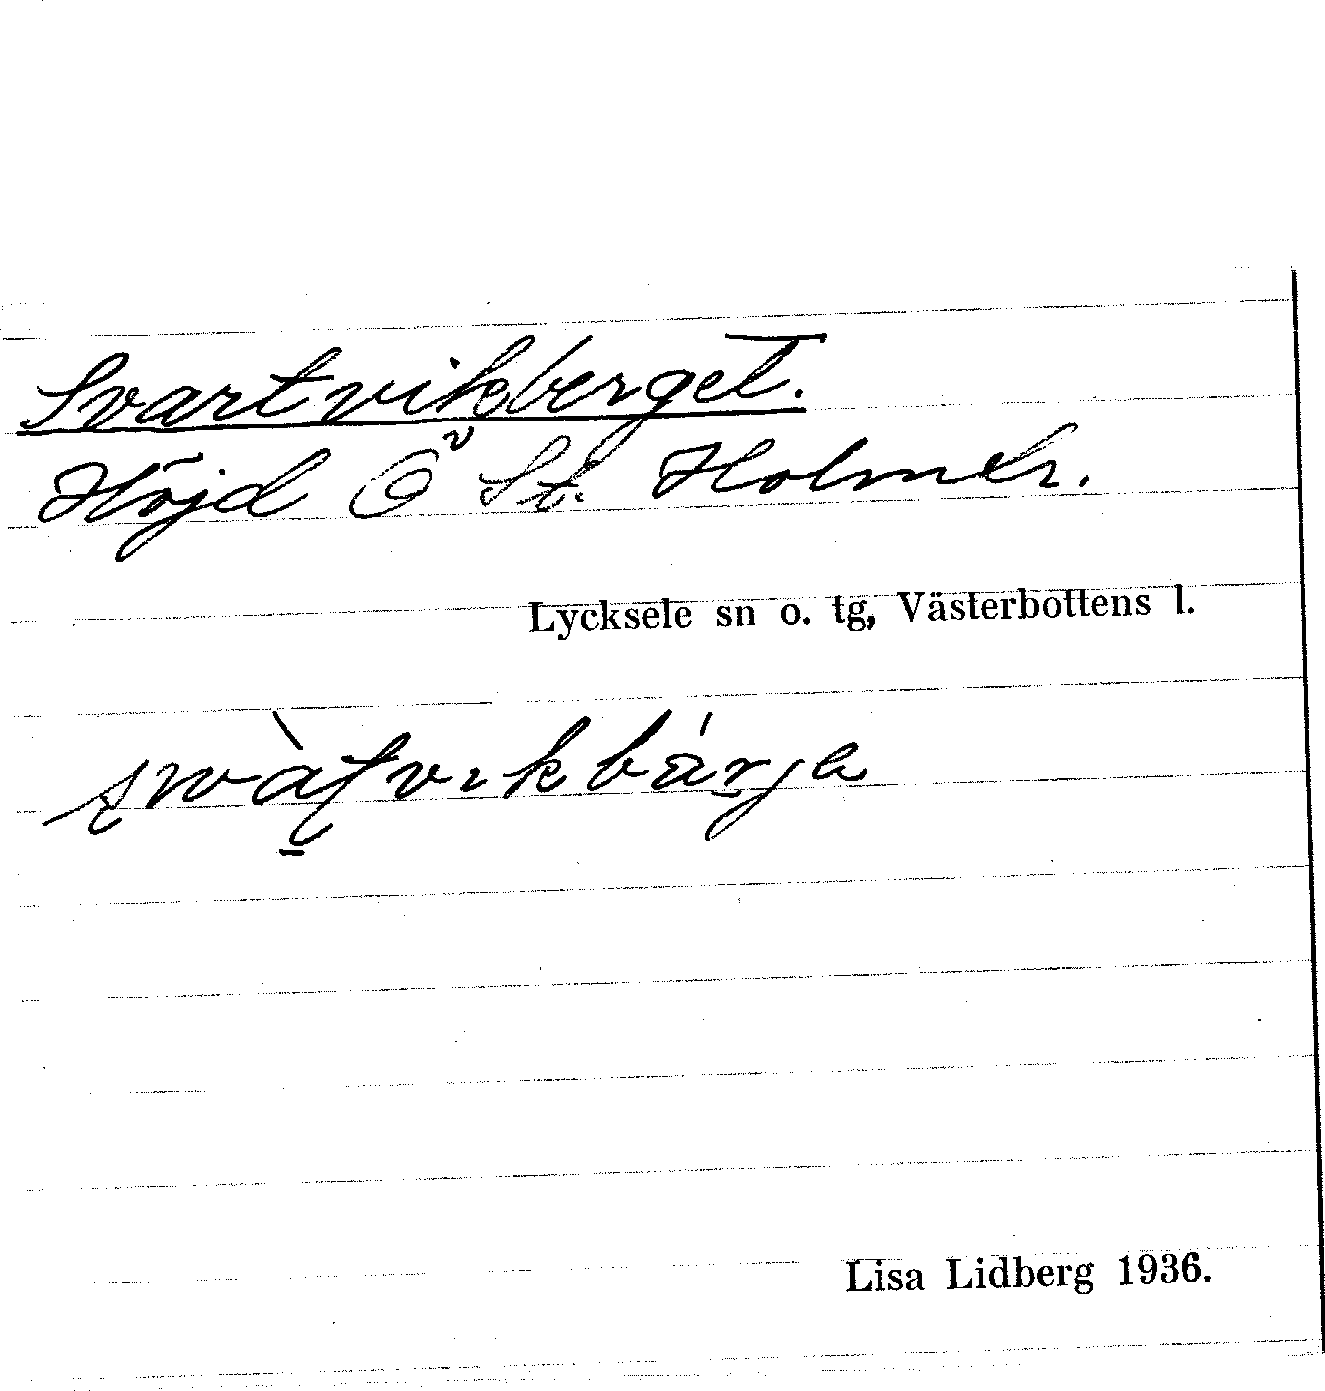 Svartvikberget.
Höjd Ö St. Holmen.
Lycksele sn o. tg, Västerbottens l.
Lisa Lidberg 1936.